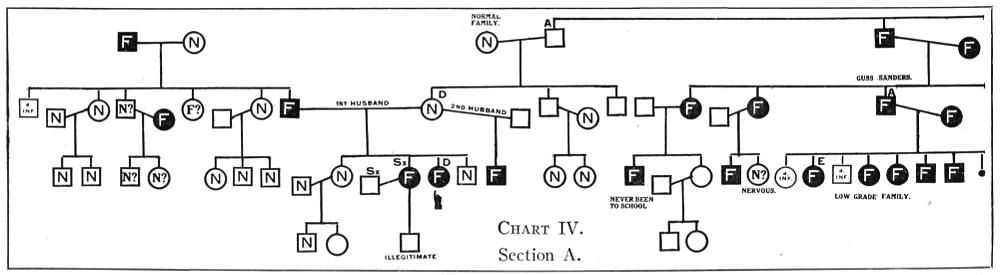 NORMAL
FAMILY.
A
F N N F F
GUSS SANDERS.
D A
d.
INF. N N N? F F? N F 1ST HUSBAND N 2ND HUSBAND N F F F F
Sx D E
N N N? N? N N N N Sx F F N F N N F F N? d.
INF. F d.
INF. F F F F
NEVER BEEN
TO SCHOOL
NERVOUS.
LOW GRADE FAMILY.
N
ILLEGITIMATE
CHART IV.
Section A.